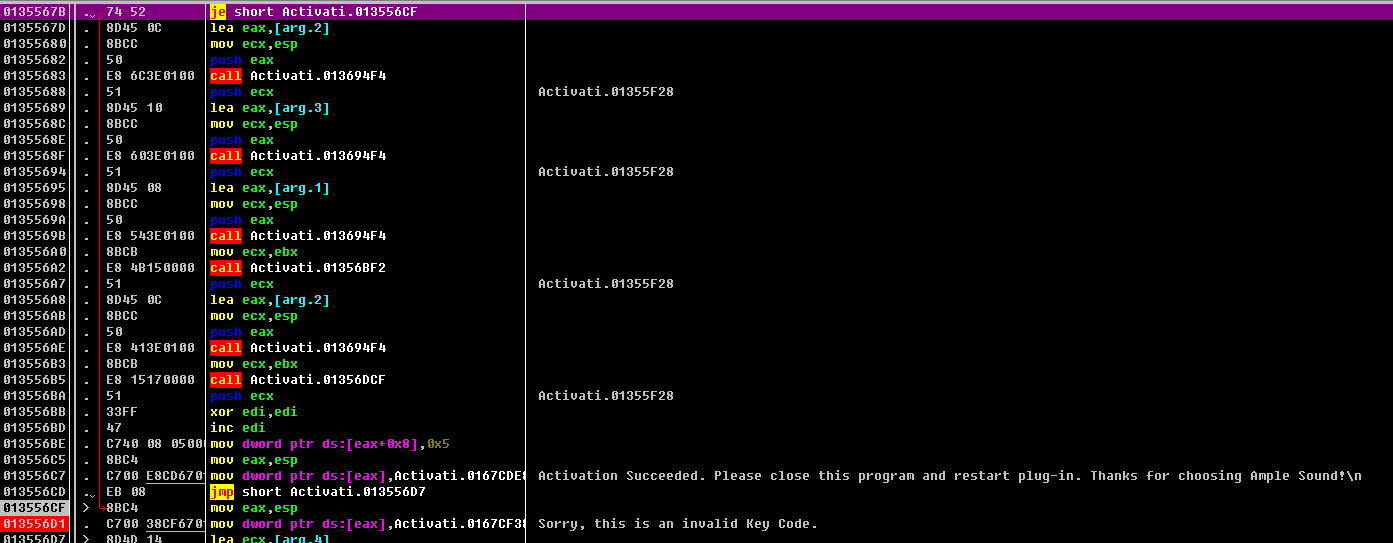 0135567B . 74 52 je short Activati.013556CF
0135567D . 8D45 0C lea eax,[arg.2]
01355680 . 8BCC mov ecx,esp
01355682 . 50 push eax
01355683 . E8 6C3E0100 call Activati.013694F4
01355688 . 51 push ecx Activati.01355F28
01355689 . 8D45 10 lea eax,[arg.3]
0135568C . 8BCC mov ecx,esp
0135568E . 50 push eax
0135568F . E8 603E0100 call Activati.013694F4
01355694 . 51 push ecx Activati.01355F28
01355695 . 8D45 08 lea eax,[arg.1]
01355698 . 8BCC mov ecx,esp
0135569A . 50 push eax
0135569B . E8 543E0100 call Activati.013694F4
013556A0 . 8BCB mov ecx,ebx
013556A2 . E8 4B150000 call Activati.01356BF2
013556A7 . 51 push ecx Activati.01355F28
013556A8 . 8D45 0C lea eax,[arg.2]
013556AB . 8BCC mov ecx,esp
013556AD . 50 push eax
013556AE . E8 413E0100 call Activati.013694F4
013556B3 . 8BCB mov ecx,ebx
013556B5 . E8 15170000 call Activati.01356DCF
013556BA . 51 push ecx Activati.01355F28
013556BB . 33FF xor edi,edi
013556BD . 47 inc edi
013556BE . C740 08 0500 mov dword ptr ds:[eax+0x8],0x5
013556C5 . 8BC4 mov eax,esp
013556C7 . C700 E8CD670 mov dword ptr ds:[eax],Activati.0167CDE8 Activation Succeeded. Please close this program and restart plug-in. Thanks for choosing Ample Sound!\n
013556CD . EB 08 jmp short Activati.013556D7
013556CF > 8BC4 mov eax,esp
013556D1 . C700 38CF670 mov dword ptr ds:[eax],Activati.0167CF38 Sorry, this is an invalid Key Code.
013556D7 > 8D4D 14 lea ecx,[arg.4]